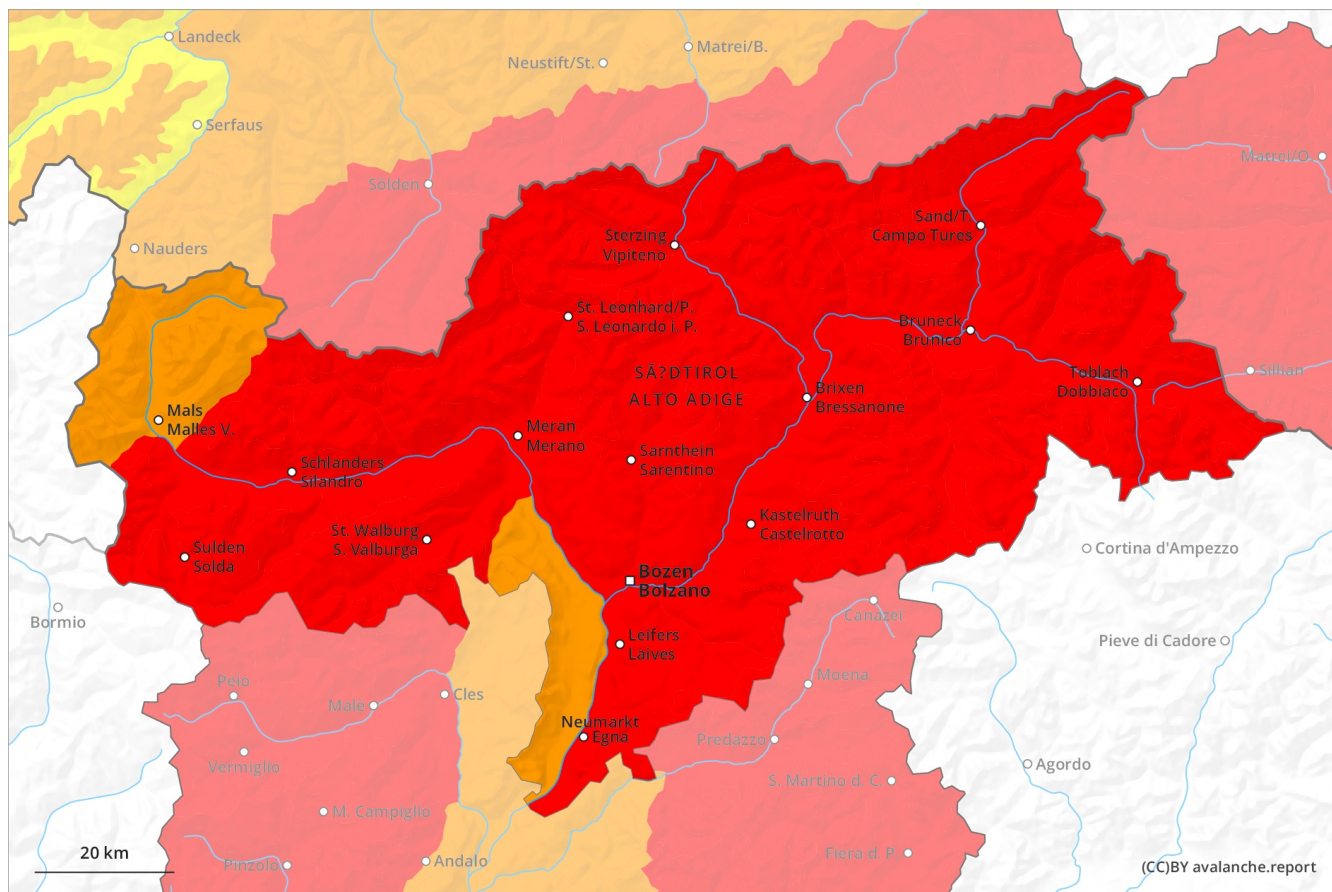 Landeck
Matrei/B.
Neustift/St.
Serfaus
Matrei/O.
Sölden
Sand/T.
Campo Tures
Sterzing
Vipiteno
Nauders
St. Leonhard/P.
S. Leonardo i. P.
Bruneck
Brunico
SÃ?DTIROL
ALTO ADIGE
Toblach
Dobbiaco
Sillian
Brixen
Bressanone
Mals
Malles V.
Meran
Merano
Schlanders
Silandro
Sarnthein
Sarentino
Kastelruth
Castelrotto
St. Walburg
S. Valburga
Sulden
Solda
Cortina d'Ampezzo
Bozen
Bolzano
Bormio
Canazei
Leifers
Laives
Pieve di Cadore
Moena
Peio
Cles
Malè
Neumarkt
Egna
Predazzo
Vermiglio
Agordo
S. Martino d. C.
M. Campiglio
20 km
Pinzolo
Andalo
Fiera d. P.
(CC)BY avalanche.report